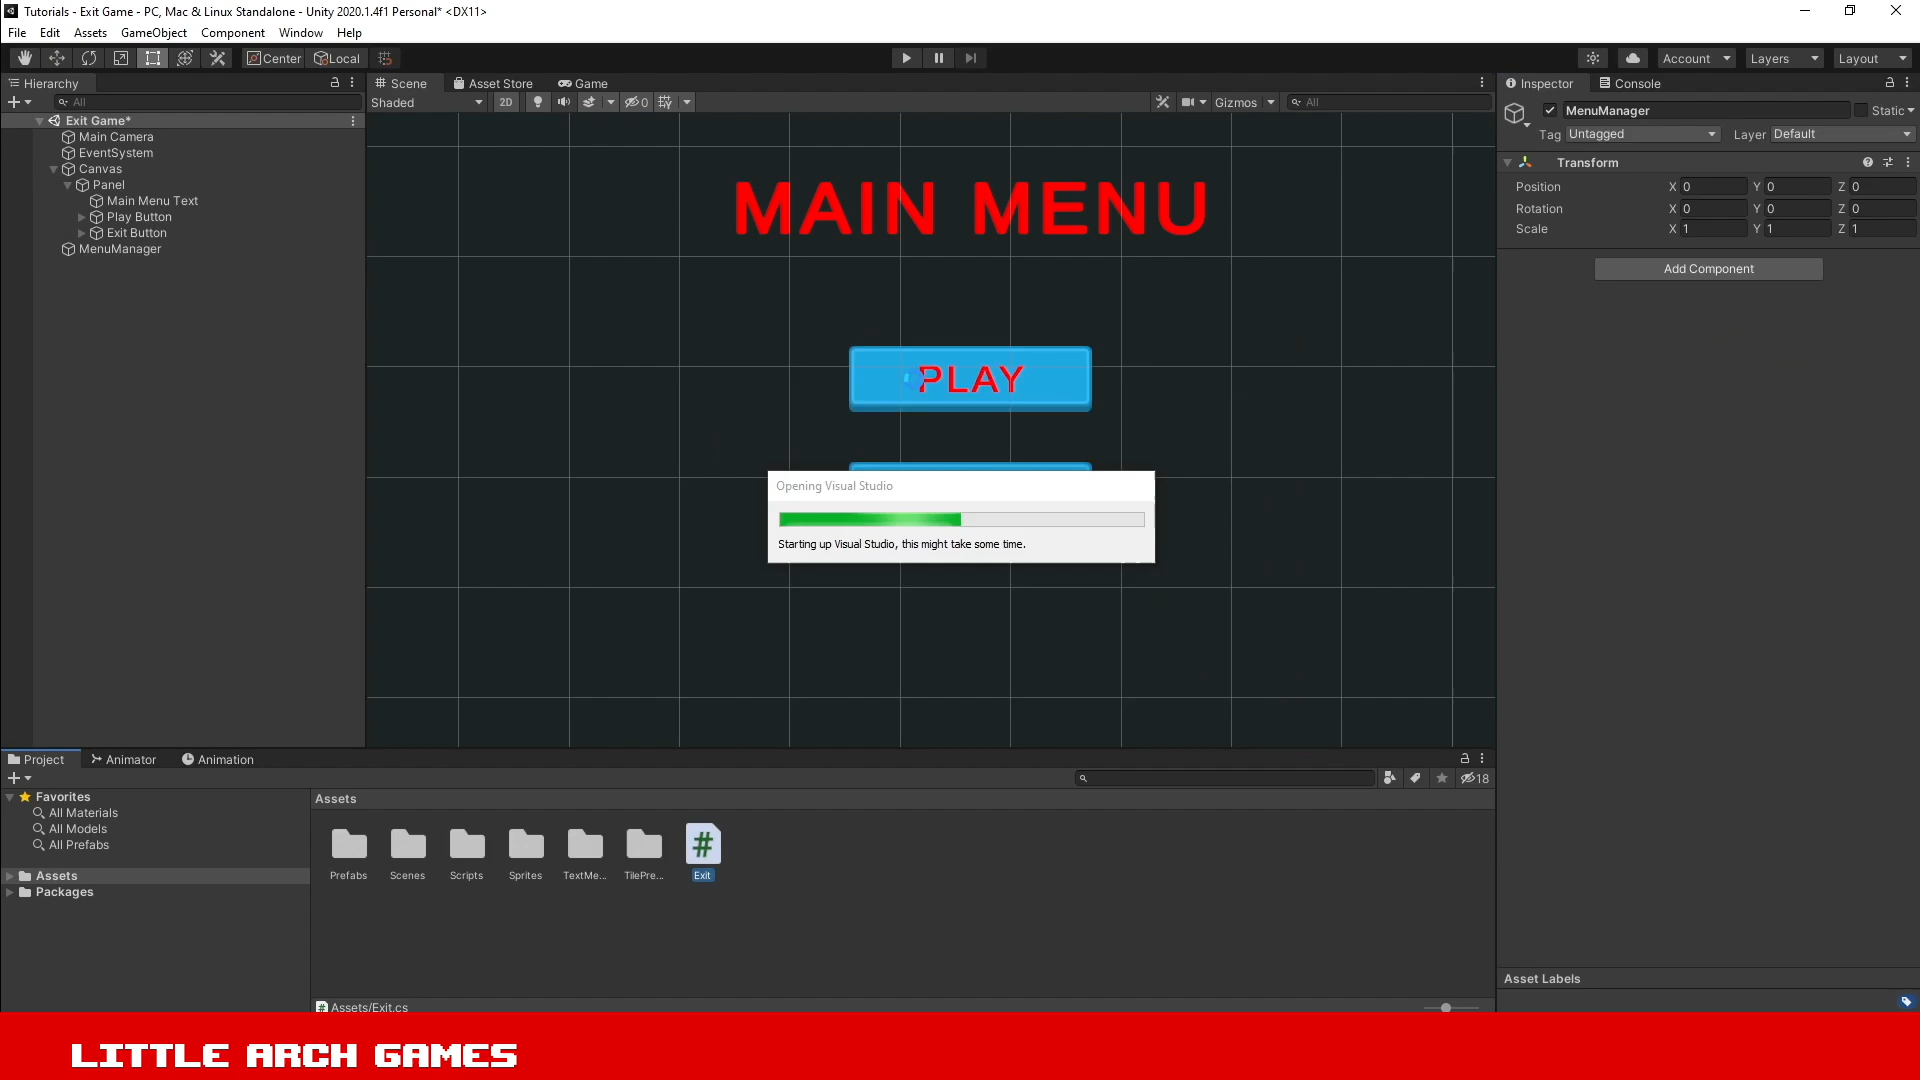 Tutorials - Exit Game - PC, Mac & Linux Standalone - Unity 2020.1.4f1 Personal* <DX11>
File Edit Assets GameObject Component Window Help
Center Local Account Layers Layout
Hierarchy
All
Exit Game*
Main Camera
EventSystem
Canvas
Panel
Main Menu Text
Play Button
Exit Button
MenuManager
Scene Asset Store Game
Shaded 2D 0 Gizmos All
MAIN MENU
PLAY
Opening Visual Studio
Starting up Visual Studio, this might take some time.
Inspector Console
MenuManager Static
Tag Untagged Layer Default
Transform
Position X 0 Y 0 Z 0
Rotation X 0 Y 0 Z 0
Scale X 1 Y 1 Z 1
Add Component
Asset Labels
Project Animator Animation
18
Favorites
All Materials
All Models
All Prefabs
Assets
Packages
Assets
Prefabs Scenes Scripts Sprites TextMe... TilePre... Exit
Assets/Exit.cs
LITTLE ARCH GAMES